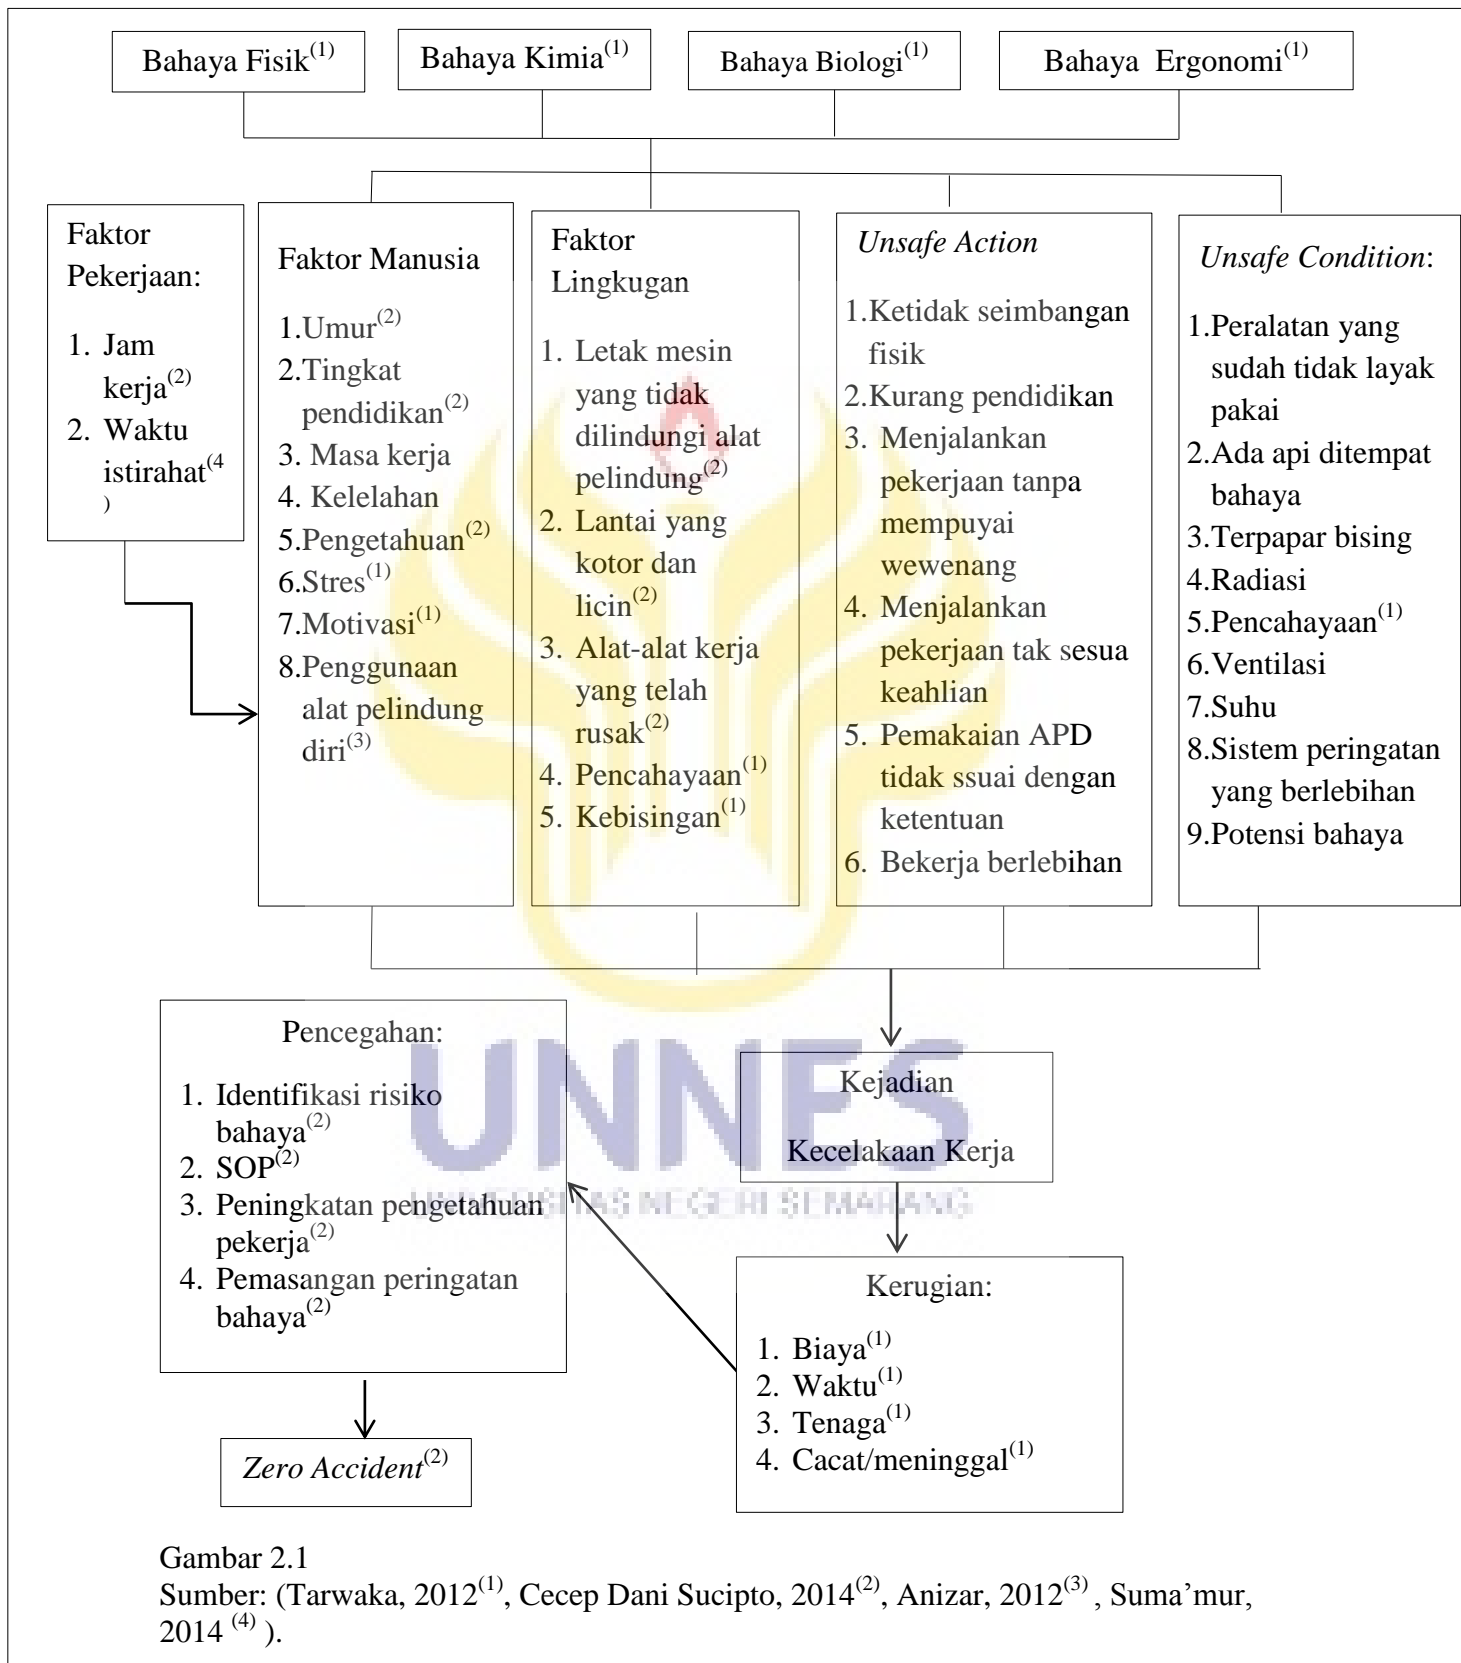 Bahaya Fisik(1)
Bahaya Kimia(1)
Bahaya Biologi(1)
Bahaya Ergonomi(1)
Faktor
Pekerjaan:
1. Jam
kerja(2)
2. Waktu
istirahat(4
)
Faktor Manusia
1.Umur(2)
2.Tingkat
pendidikan(2)
3. Masa kerja
4. Kelelahan
5.Pengetahuan(2)
6.Stres(1)
7.Motivasi(1)
8.Penggunaan
alat pelindung
diri(3)
Faktor
Lingkugan
1. Letak mesin
yang tidak
dilindungi alat
pelindung(2)
2. Lantai yang
kotor dan
licin(2)
3. Alat-alat kerja
yang telah
rusak(2)
4. Pencahayaan(1)
5. Kebisingan(1)
Unsafe Action
1.Ketidak seimbangan
fisik
2.Kurang pendidikan
3. Menjalankan
pekerjaan tanpa
mempuyai
wewenang
4. Menjalankan
pekerjaan tak sesua
keahlian
5. Pemakaian APD
tidak ssuai dengan
ketentuan
6. Bekerja berlebihan
Unsafe Condition:
1.Peralatan yang
sudah tidak layak
pakai
2.Ada api ditempat
bahaya
3.Terpapar bising
4.Radiasi
5.Pencahayaan(1)
6.Ventilasi
7.Suhu
8.Sistem peringatan
yang berlebihan
9.Potensi bahaya
Pencegahan:
1. Identifikasi risiko
bahaya(2)
2. SOP(2)
3. Peningkatan pengetahuan
pekerja(2)
4. Pemasangan peringatan
bahaya(2)
Kejadian
Kecelakaan Kerja
UNNES
UNIVERSITAS NEGERI SEMARANG
Kerugian:
1. Biaya(1)
2. Waktu(1)
3. Tenaga(1)
4. Cacat/meninggal(1)
Zero Accident(2)
Gambar 2.1
Sumber: (Tarwaka, 2012(1), Cecep Dani Sucipto, 2014(2), Anizar, 2012(3) , Suma’mur,
2014 (4) ).